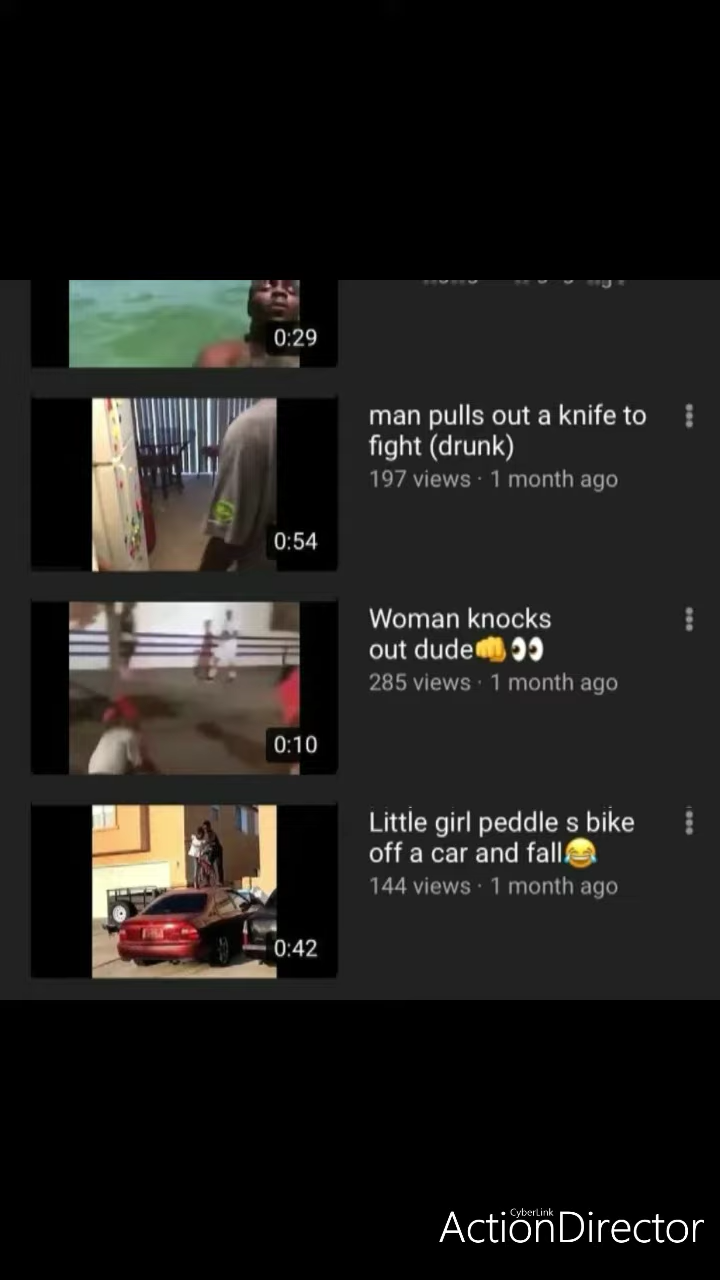 0:29
man pulls out a knife to
fight (drunk)
197 views · 1 month ago
0:54
Woman knocks
out dude👊👀
285 views · 1 month ago
0:10
Little girl peddle s bike
off a car and fall😂
144 views · 1 month ago
0:42
CyberLink
ActionDirector